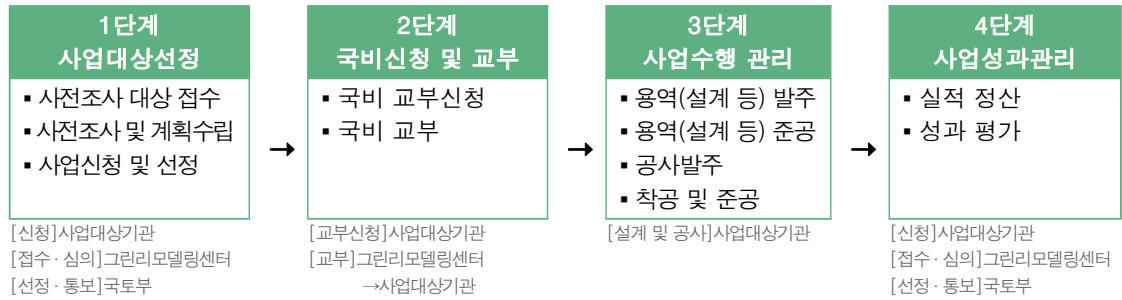 1단계
사업대상선정
▪ 사전조사 대상 접수
▪ 사전조사 및 계획수립
▪ 사업신청 및 선정
[신청]사업대상기관
[접수·심의]그린리모델링센터
[선정·통보]국토부
→
2단계
국비신청 및 교부
▪ 국비 교부신청
▪ 국비 교부
[교부신청]사업대상기관
[교부]그린리모델링센터
→사업대상기관
→
3단계
사업수행 관리
▪ 용역(설계 등) 발주
▪ 용역(설계 등) 준공
▪ 공사발주
▪ 착공 및 준공
[설계 및 공사]사업대상기관
→
4단계
사업성과관리
▪ 실적 정산
▪ 성과 평가
[신청]사업대상기관
[접수·심의]그린리모델링센터
[선정·통보]국토부